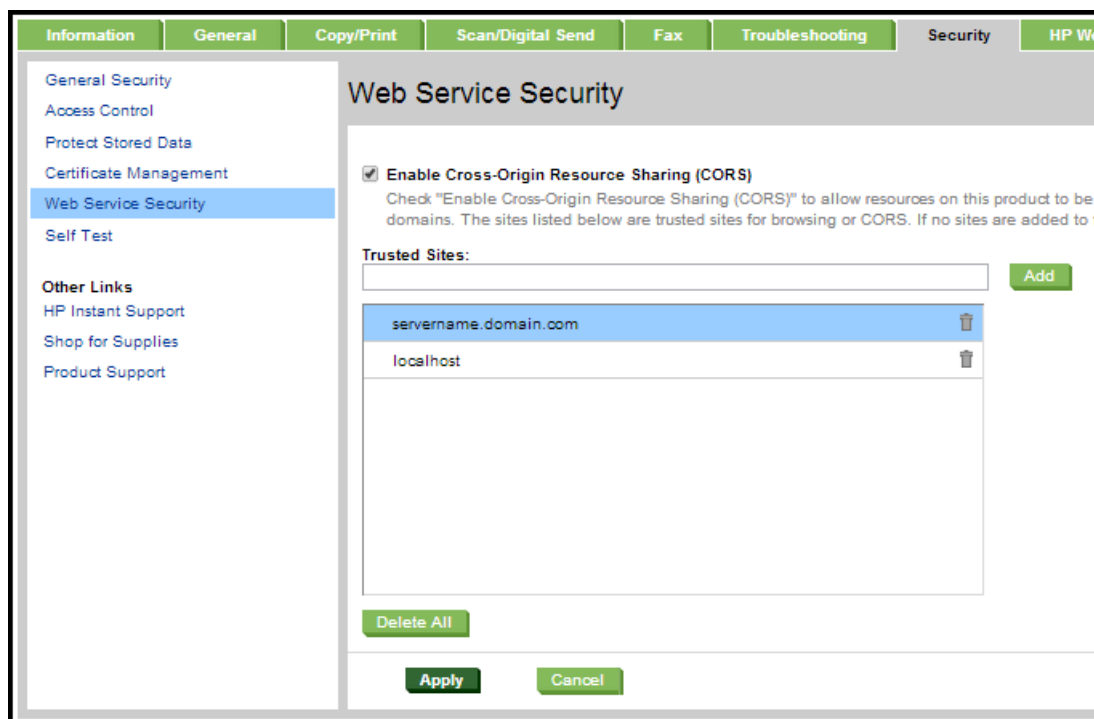 Information General Copy/Print Scan/Digital Send Fax Troubleshooting Security HP
General Security
Access Control
Protect Stored Data
Certificate Management
Web Service Security
Self Test
Other Links
HP Instant Support
Shop for Supplies
Product Support
Web Service Security
Enable Cross-Origin Resource Sharing (CORS)
Check "Enable Cross-Origin Resource Sharing (CORS)" to allow resources on this product to be
domains. The sites listed below are trusted sites for browsing or CORS. If no sites are added to
Trusted Sites:
Add
servername.domain.com
localhost
Delete All
Apply Cancel